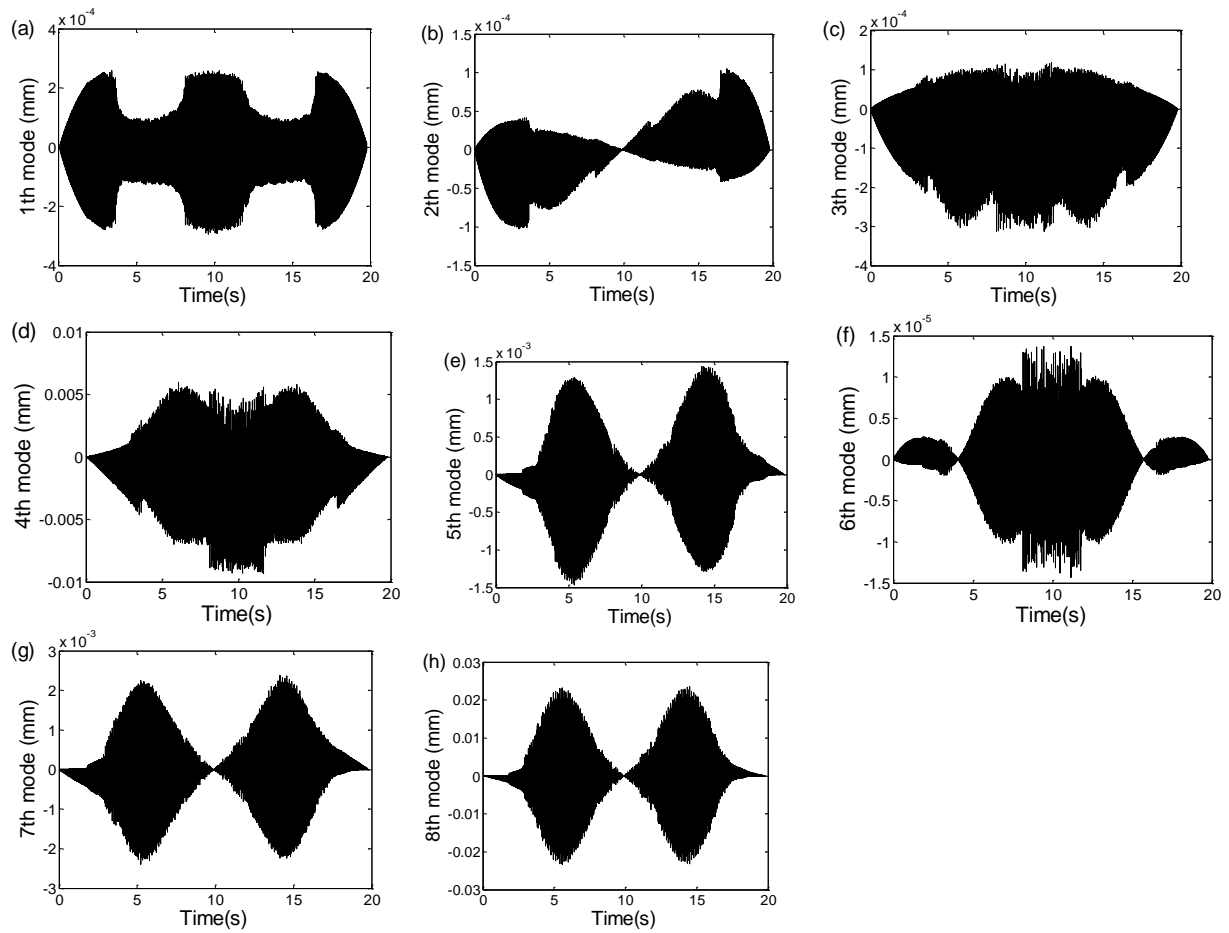 (a)
x 10-4
4
2
0
-2
-4
1th mode (mm)
0 5 10 15 20
Time(s)
(b)
x 10-4
1.5
1
0.5
0
-0.5
-1
-1.5
2th mode (mm)
0 5 10 15 20
Time(s)
(c)
x 10-4
2
1
0
-1
-2
-3
-4
3th mode (mm)
0 5 10 15 20
Time(s)
(d)
0.01
0.005
0
-0.005
-0.01
4th mode (mm)
0 5 10 15 20
Time(s)
(e)
x 10-3
1.5
1
0.5
0
-0.5
-1
-1.5
5th mode (mm)
0 5 10 15 20
Time(s)
(f)
x 10-5
1.5
1
0.5
0
-0.5
-1
-1.5
6th mode (mm)
0 5 10 15 20
Time(s)
(g)
x 10-3
3
2
1
0
-1
-2
-3
7th mode (mm)
0 5 10 15 20
Time(s)
(h)
0.03
0.02
0.01
0
-0.01
-0.02
-0.03
8th mode (mm)
0 5 10 15 20
Time(s)